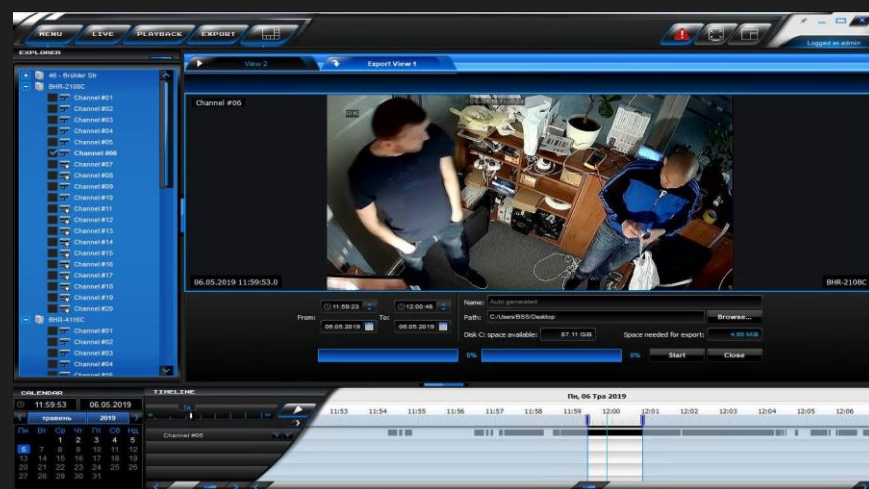 MENU LIVE PLAYBACK EXPORT
Logged as admin
EXPLORER
View 2
Export View 1
46 - Brühler Str
BHR-2108C
Channel #01
Channel #02
Channel #03
Channel #04
Channel #05
Channel #06
Channel #07
Channel #08
Channel #09
Channel #10
Channel #11
Channel #12
Channel #13
Channel #14
Channel #15
Channel #16
Channel #17
Channel #18
Channel #19
Channel #20
BHR-4116C
Channel #01
Channel #02
Channel #03
Channel #04
Channel #05
Channel #06
06.05.2019 11:59:53.0
BHR-2108C
From: 11:59:23 To: 12:00:48
06.05.2019 06.05.2019
Name: Auto generated
Path: C:/Users/BSS/Desktop Browse...
Disk C: space available: 87.11 GiB Space needed for export: 4.60 MiB
0% 0% Start Close
CALENDAR
11:59:53 06.05.2019
травень 2019
Пн Вт Ср Чт Пт Сб Нд
1 2 3 4 5
6 7 8 9 10 11 12
13 14 15 16 17 18 19
20 21 22 23 24 25 26
27 28 29 30 31
TIMELINE
1x
Channel #06
Пн, 06 Тра 2019
11:53 11:54 11:55 11:56 11:57 11:58 11:59 12:00 12:01 12:02 12:03 12:04 12:05 12:06